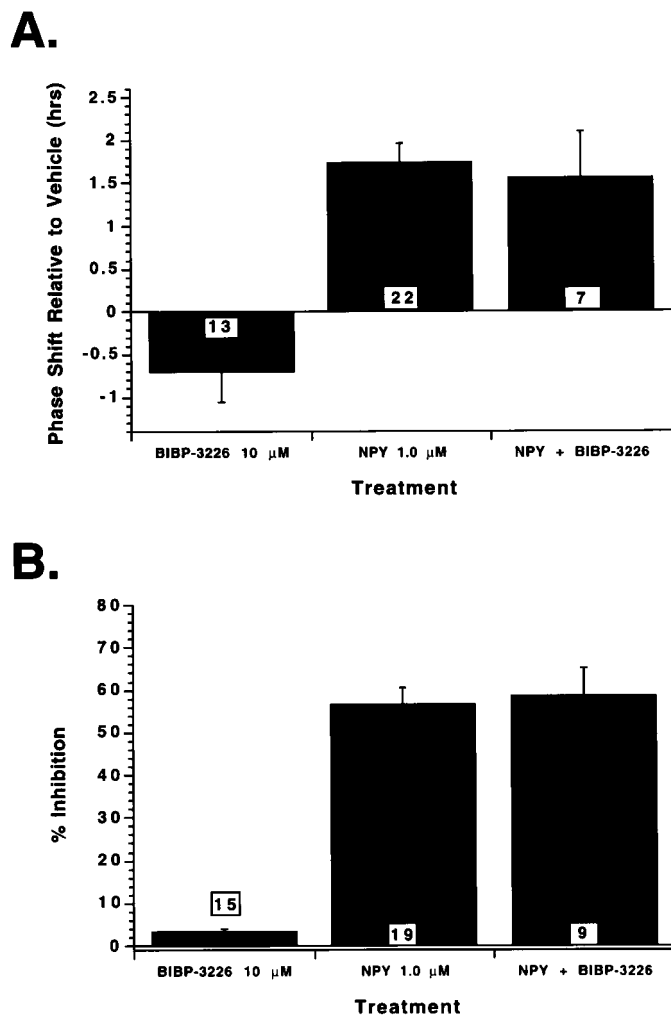 A.
Phase Shift Relative to Vehicle (hrs)
2.5
2
1.5
1
0.5
0
-0.5
-1
13
22
7
BIBP-3226 10 μM
NPY 1.0 μM
NPY + BIBP-3226
Treatment
B.
% Inhibition
80
70
60
50
40
30
20
10
0
15
19
9
BIBP-3226 10 μM
NPY 1.0 μM
NPY + BIBP-3226
Treatment